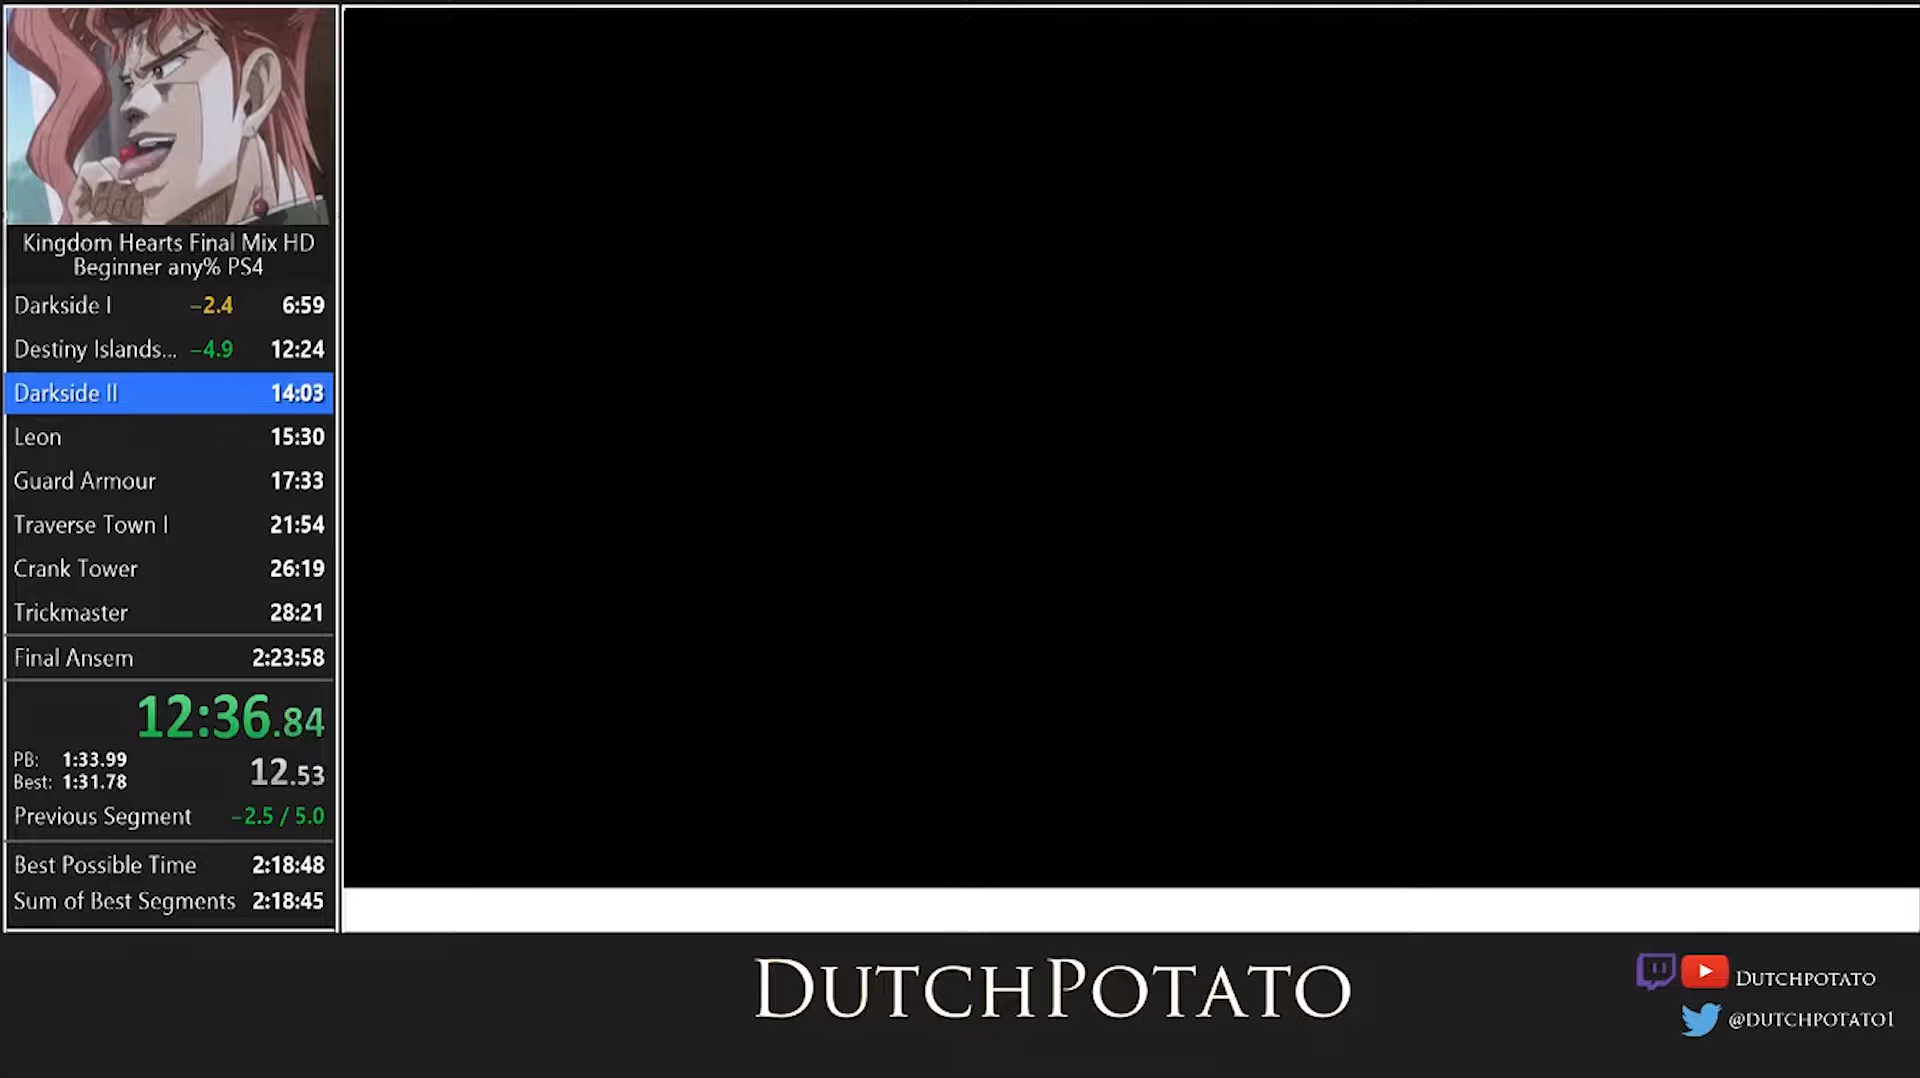 Kingdom Hearts Final Mix HD
Beginner any% PS4
Darkside I −2.4 6:59
Destiny Islands... −4.9 12:24
Darkside II 14:03
Leon 15:30
Guard Armour 17:33
Traverse Town I 21:54
Crank Tower 26:19
Trickmaster 28:21
Final Ansem 2:23:58
12:36.84
PB: 1:33.99
12.53
Best: 1:31.78
Previous Segment −2.5 / 5.0
Best Possible Time 2:18:48
Sum of Best Segments 2:18:45
DUTCHPOTATO
DUTCHPOTATO
@DUTCHPOTATO1